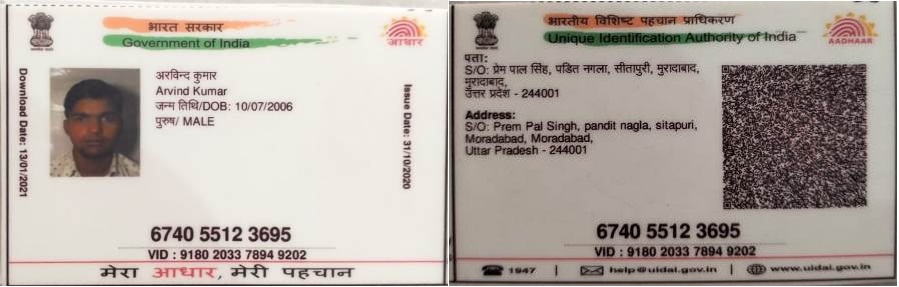 भारत सरकार
Government of India
आधार
Download Date: 13/01/2021
अरविन्द कुमार
Arvind Kumar
जन्म तिथि/DOB: 10/07/2006
पुरुष/ MALE
Issue Date: 31/10/2020
6740 5512 3695
VID : 9180 2033 7894 9202
मेरा आधार, मेरी पहचान
भारतीय विशिष्ट पहचान प्राधिकरण
Unique Identification Authority of India
AADHAAR
पता:
S/O: प्रेम पाल सिंह, पडित नगला, सीतापुरी, मुरादाबाद,
मुरादाबाद,
उत्तर प्रदेश - 244001
Address:
S/O: Prem Pal Singh, pandit nagla, sitapuri,
Moradabad, Moradabad,
Uttar Pradesh - 244001
6740 5512 3695
VID : 9180 2033 7894 9202
1947 | help@uidai.gov.in | www.uidai.gov.in